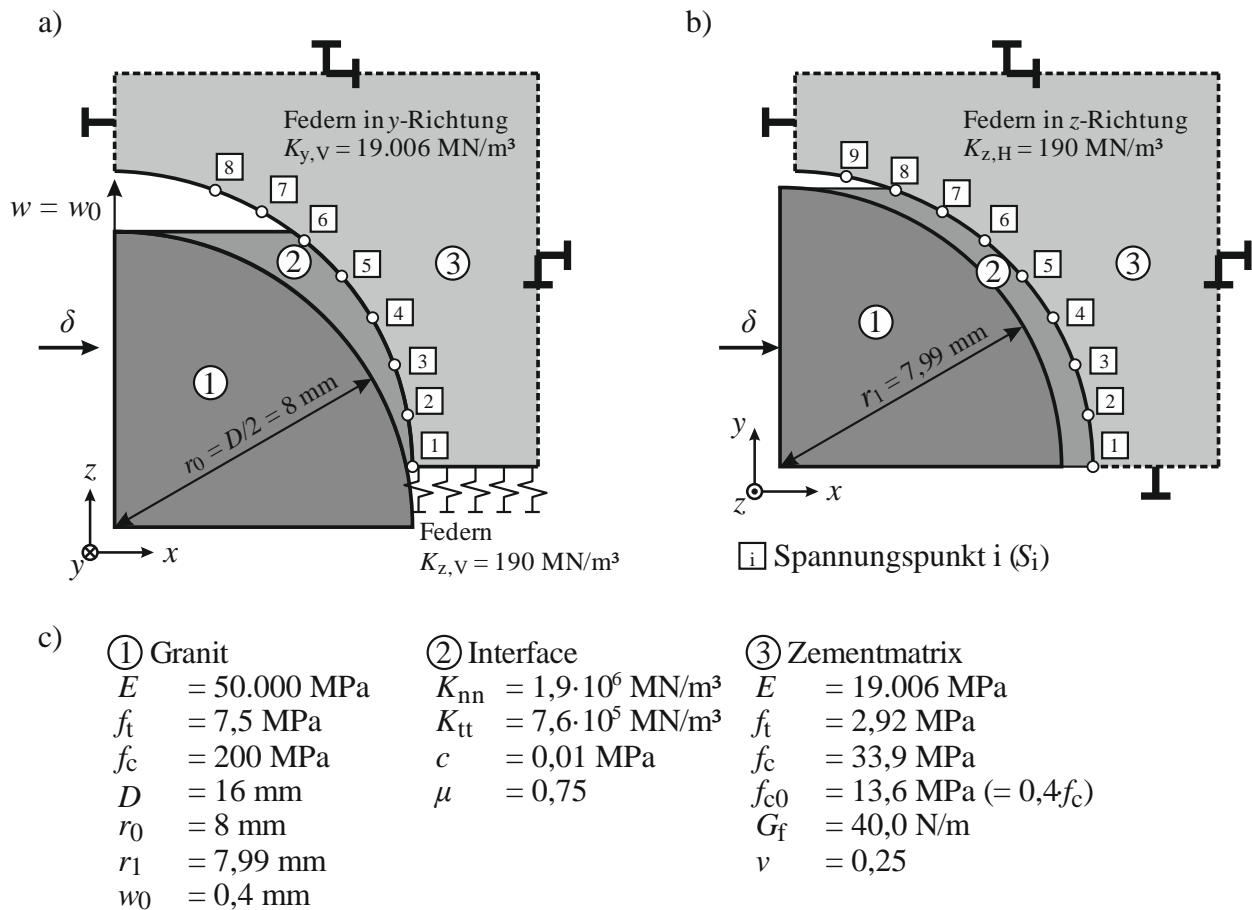 a)
Federn in y-Richtung
K_y,V = 19.006 MN/m³
8
7
w = w₀
6
2
3
5
4
δ
1
3
r₀ = D/2 = 8 mm
2
1
z
y
x
Federn
K_z,V = 190 MN/m³
b)
Federn in z-Richtung
K_z,H = 190 MN/m³
9
8
7
6
2
3
5
4
δ
1
r₁ = 7,99 mm
3
2
1
y
z
x
i Spannungspunkt i (S_i)
c)
1 Granit
E = 50.000 MPa
f_t = 7,5 MPa
f_c = 200 MPa
D = 16 mm
r₀ = 8 mm
r₁ = 7,99 mm
w₀ = 0,4 mm
2 Interface
K_nn = 1,9·10⁶ MN/m³
K_tt = 7,6·10⁵ MN/m³
c = 0,01 MPa
μ = 0,75
3 Zementmatrix
E = 19.006 MPa
f_t = 2,92 MPa
f_c = 33,9 MPa
f_c0 = 13,6 MPa (= 0,4·f_c)
G_f = 40,0 N/m
ν = 0,25